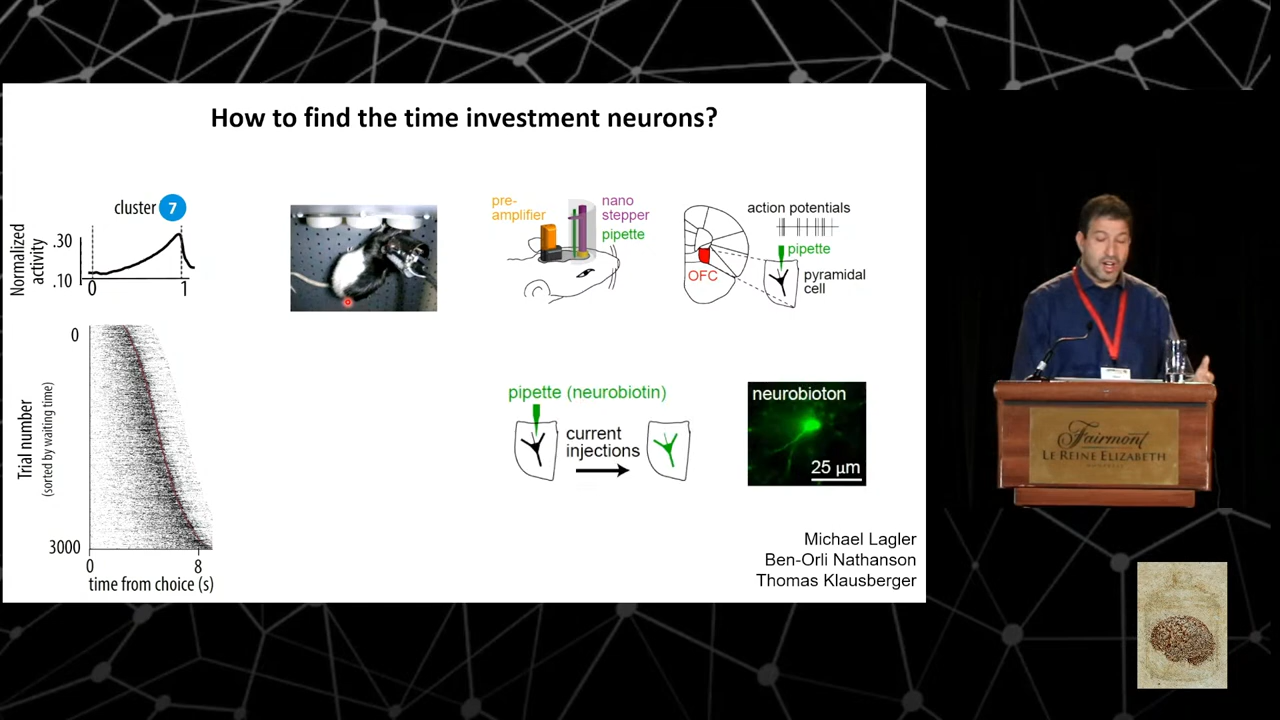 How to find the time investment neurons?
cluster 7
Normalized
activity
.30
.10
0
1
Trial number
(sorted by waiting time)
0
3000
0
8
time from choice (s)
pre-
amplifier
nano
stepper
pipette
OFC
action potentials
pipette
pyramidal
cell
pipette (neurobiotin)
current
injections
neurobioton
25 µm
Michael Lagler
Ben-Orli Nathanson
Thomas Klausberger
Fairmont
LE REINE ELIZABETH